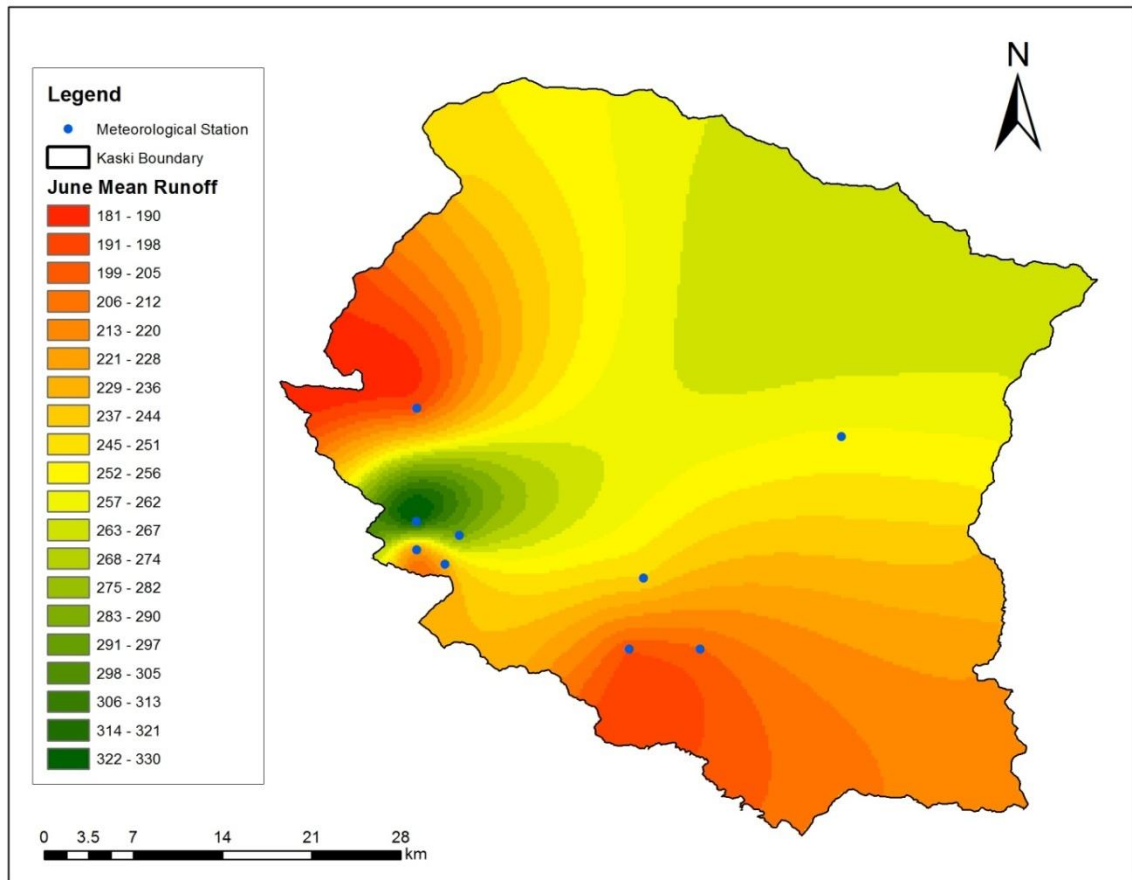 N
Legend
Meteorological Station
Kaski Boundary
June Mean Runoff
181 - 190
191 - 198
199 - 205
206 - 212
213 - 220
221 - 228
229 - 236
237 - 244
245 - 251
252 - 256
257 - 262
263 - 267
268 - 274
275 - 282
283 - 290
291 - 297
298 - 305
306 - 313
314 - 321
322 - 330
0 3.5 7 14 21 28
km